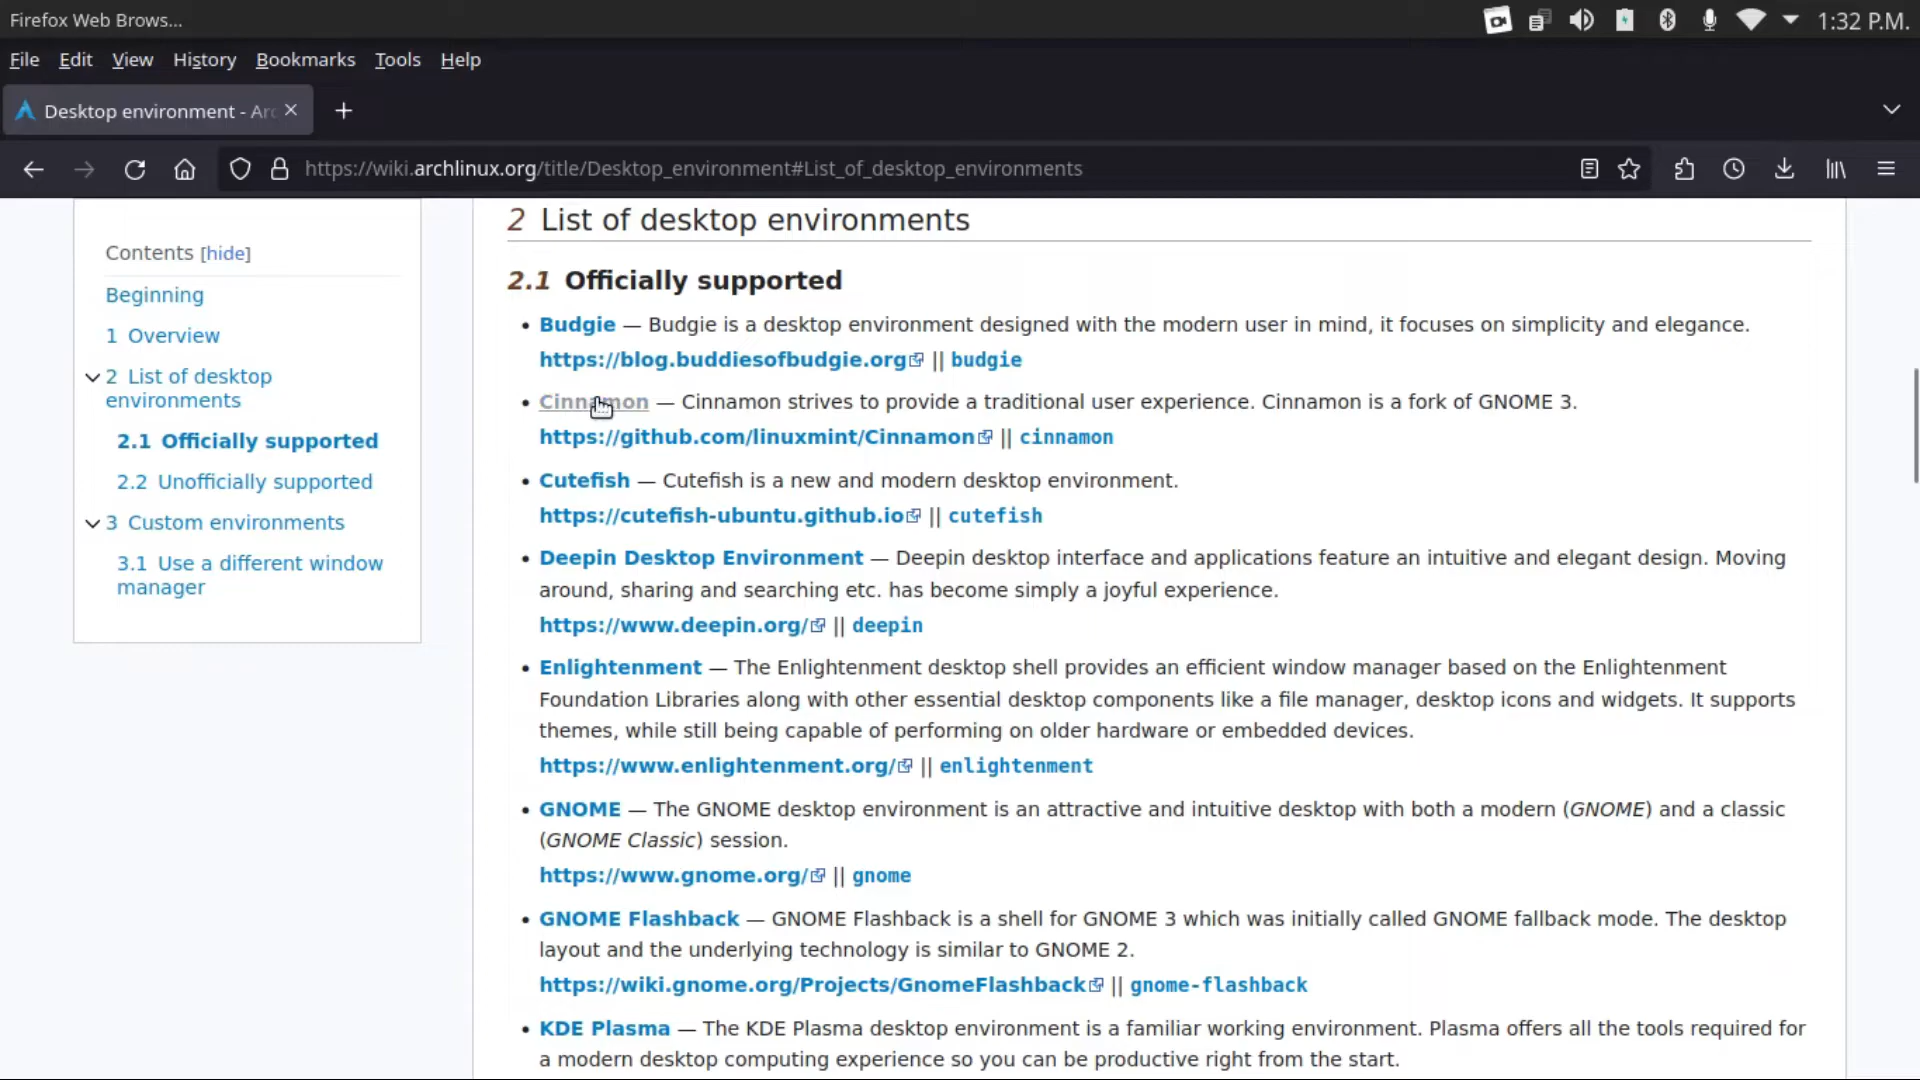 Firefox Web Brows...
1:32 P.M.
File Edit View History Bookmarks Tools Help
Desktop environment - Arc
https://wiki.archlinux.org/title/Desktop_environment#List_of_desktop_environments
Contents [hide]
Beginning
1 Overview
2 List of desktop
environments
2.1 Officially supported
2.2 Unofficially supported
3 Custom environments
3.1 Use a different window
manager
2 List of desktop environments
2.1 Officially supported
• Budgie — Budgie is a desktop environment designed with the modern user in mind, it focuses on simplicity and elegance.
https://blog.buddiesofbudgie.org || budgie
• Cinnamon — Cinnamon strives to provide a traditional user experience. Cinnamon is a fork of GNOME 3.
https://github.com/linuxmint/Cinnamon || cinnamon
• Cutefish — Cutefish is a new and modern desktop environment.
https://cutefish-ubuntu.github.io || cutefish
• Deepin Desktop Environment — Deepin desktop interface and applications feature an intuitive and elegant design. Moving
around, sharing and searching etc. has become simply a joyful experience.
https://www.deepin.org/ || deepin
• Enlightenment — The Enlightenment desktop shell provides an efficient window manager based on the Enlightenment
Foundation Libraries along with other essential desktop components like a file manager, desktop icons and widgets. It supports
themes, while still being capable of performing on older hardware or embedded devices.
https://www.enlightenment.org/ || enlightenment
• GNOME — The GNOME desktop environment is an attractive and intuitive desktop with both a modern (GNOME) and a classic
(GNOME Classic) session.
https://www.gnome.org/ || gnome
• GNOME Flashback — GNOME Flashback is a shell for GNOME 3 which was initially called GNOME fallback mode. The desktop
layout and the underlying technology is similar to GNOME 2.
https://wiki.gnome.org/Projects/GnomeFlashback || gnome-flashback
• KDE Plasma — The KDE Plasma desktop environment is a familiar working environment. Plasma offers all the tools required for
a modern desktop computing experience so you can be productive right from the start.